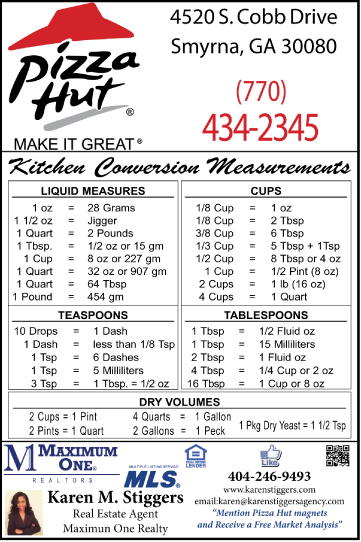 4520 S. Cobb Drive
Smyrna, GA 30080
Pizza
Hut®
(770)
434-2345
MAKE IT GREAT®
Kitchen Conversion Measurements
LIQUID MEASURES
1 oz = 28 Grams
1 1/2 oz = Jigger
1 Quart = 2 Pounds
1 Tbsp. = 1/2 oz or 15 gm
1 Cup = 8 oz or 227 gm
1 Quart = 32 oz or 907 gm
1 Quart = 64 Tbsp
1 Pound = 454 gm
CUPS
1/8 Cup = 1 oz
1/8 Cup = 2 Tbsp
3/8 Cup = 6 Tbsp
1/3 Cup = 5 Tbsp + 1Tsp
1/2 Cup = 8 Tbsp or 4 oz
1 Cup = 1/2 Pint (8 oz)
2 Cups = 1 lb (16 oz)
4 Cups = 1 Quart
TEASPOONS
10 Drops = 1 Dash
1 Dash = less than 1/8 Tsp
1 Tsp = 6 Dashes
1 Tsp = 5 Milliliters
3 Tsp = 1 Tbsp. = 1/2 oz
TABLESPOONS
1 Tbsp = 1/2 Fluid oz
1 Tbsp = 15 Milliliters
2 Tbsp = 1 Fluid oz
4 Tbsp = 1/4 Cup or 2 oz
16 Tbsp = 1 Cup or 8 oz
DRY VOLUMES
2 Cups = 1 Pint 4 Quarts = 1 Gallon
2 Pints = 1 Quart 2 Gallons = 1 Peck
1 Pkg Dry Yeast = 1 1/2 Tsp
M MAXIMUM
ONE®
REALTORS
MULTIPLE LISTING SERVICE
MLS
EQUAL HOUSING
LENDER
Like
Karen M. Stiggers
Real Estate Agent
Maximun One Realty
404-246-9493
www.karenstiggers.com
email:karen@karenstiggersagency.com
“Mention Pizza Hut magnets
and Receive a Free Market Analysis”